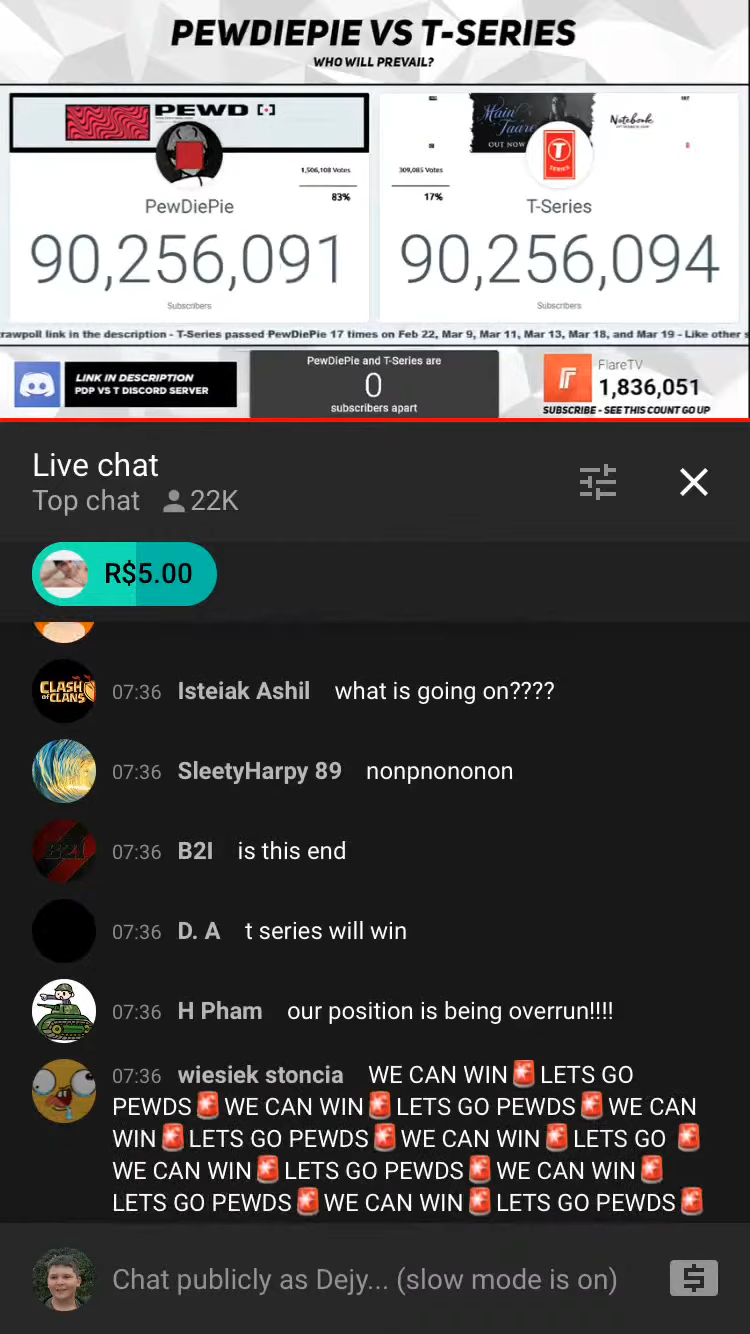 PEWDIEPIE VS T-SERIES
WHO WILL PREVAIL?
PEWD
Main
OUT NOW
Notebook
1,506,108 Votes
83%
309,085 Votes
17%
T
SERIES
PewDiePie
T-Series
90,256,091
90,256,094
Subscribers
Subscribers
rawpoll link in the description - T-Series passed PewDiePie 17 times on Feb 22, Mar 9, Mar 11, Mar 13, Mar 18, and Mar 19 - Like other s
LINK IN DESCRIPTION
PDP VS T DISCORD SERVER
PewDiePie and T-Series are
0
subscribers apart
FlareTV
1,836,051
SUBSCRIBE - SEE THIS COUNT GO UP
Live chat
Top chat 22K
R$5.00
CLASH
OF CLANS
07:36 Isteiak Ashil what is going on????
07:36 SleetyHarpy 89 nonpnononon
B2I
07:36 B2I is this end
07:36 D. A t series will win
07:36 H Pham our position is being overrun!!!!
07:36 wiesiek stoncia WE CAN WIN🚨LETS GO
PEWDS🚨WE CAN WIN🚨LETS GO PEWDS🚨WE CAN
WIN🚨LETS GO PEWDS🚨WE CAN WIN🚨LETS GO 🚨
WE CAN WIN🚨LETS GO PEWDS🚨WE CAN WIN🚨
LETS GO PEWDS🚨WE CAN WIN🚨LETS GO PEWDS🚨
Chat publicly as Dejy... (slow mode is on)